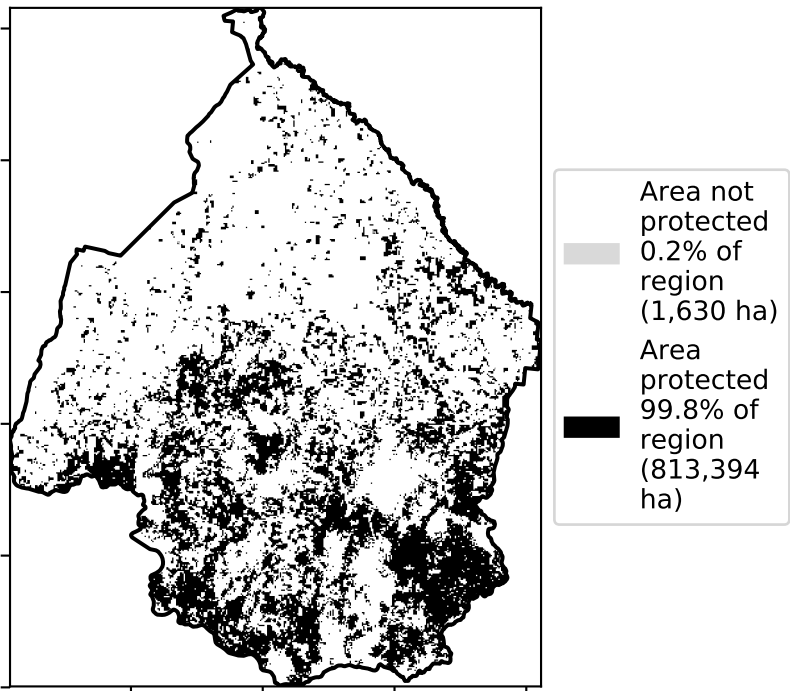 Area not
protected
0.2% of
region
(1,630 ha)
Area
protected
99.8% of
region
(813,394
ha)